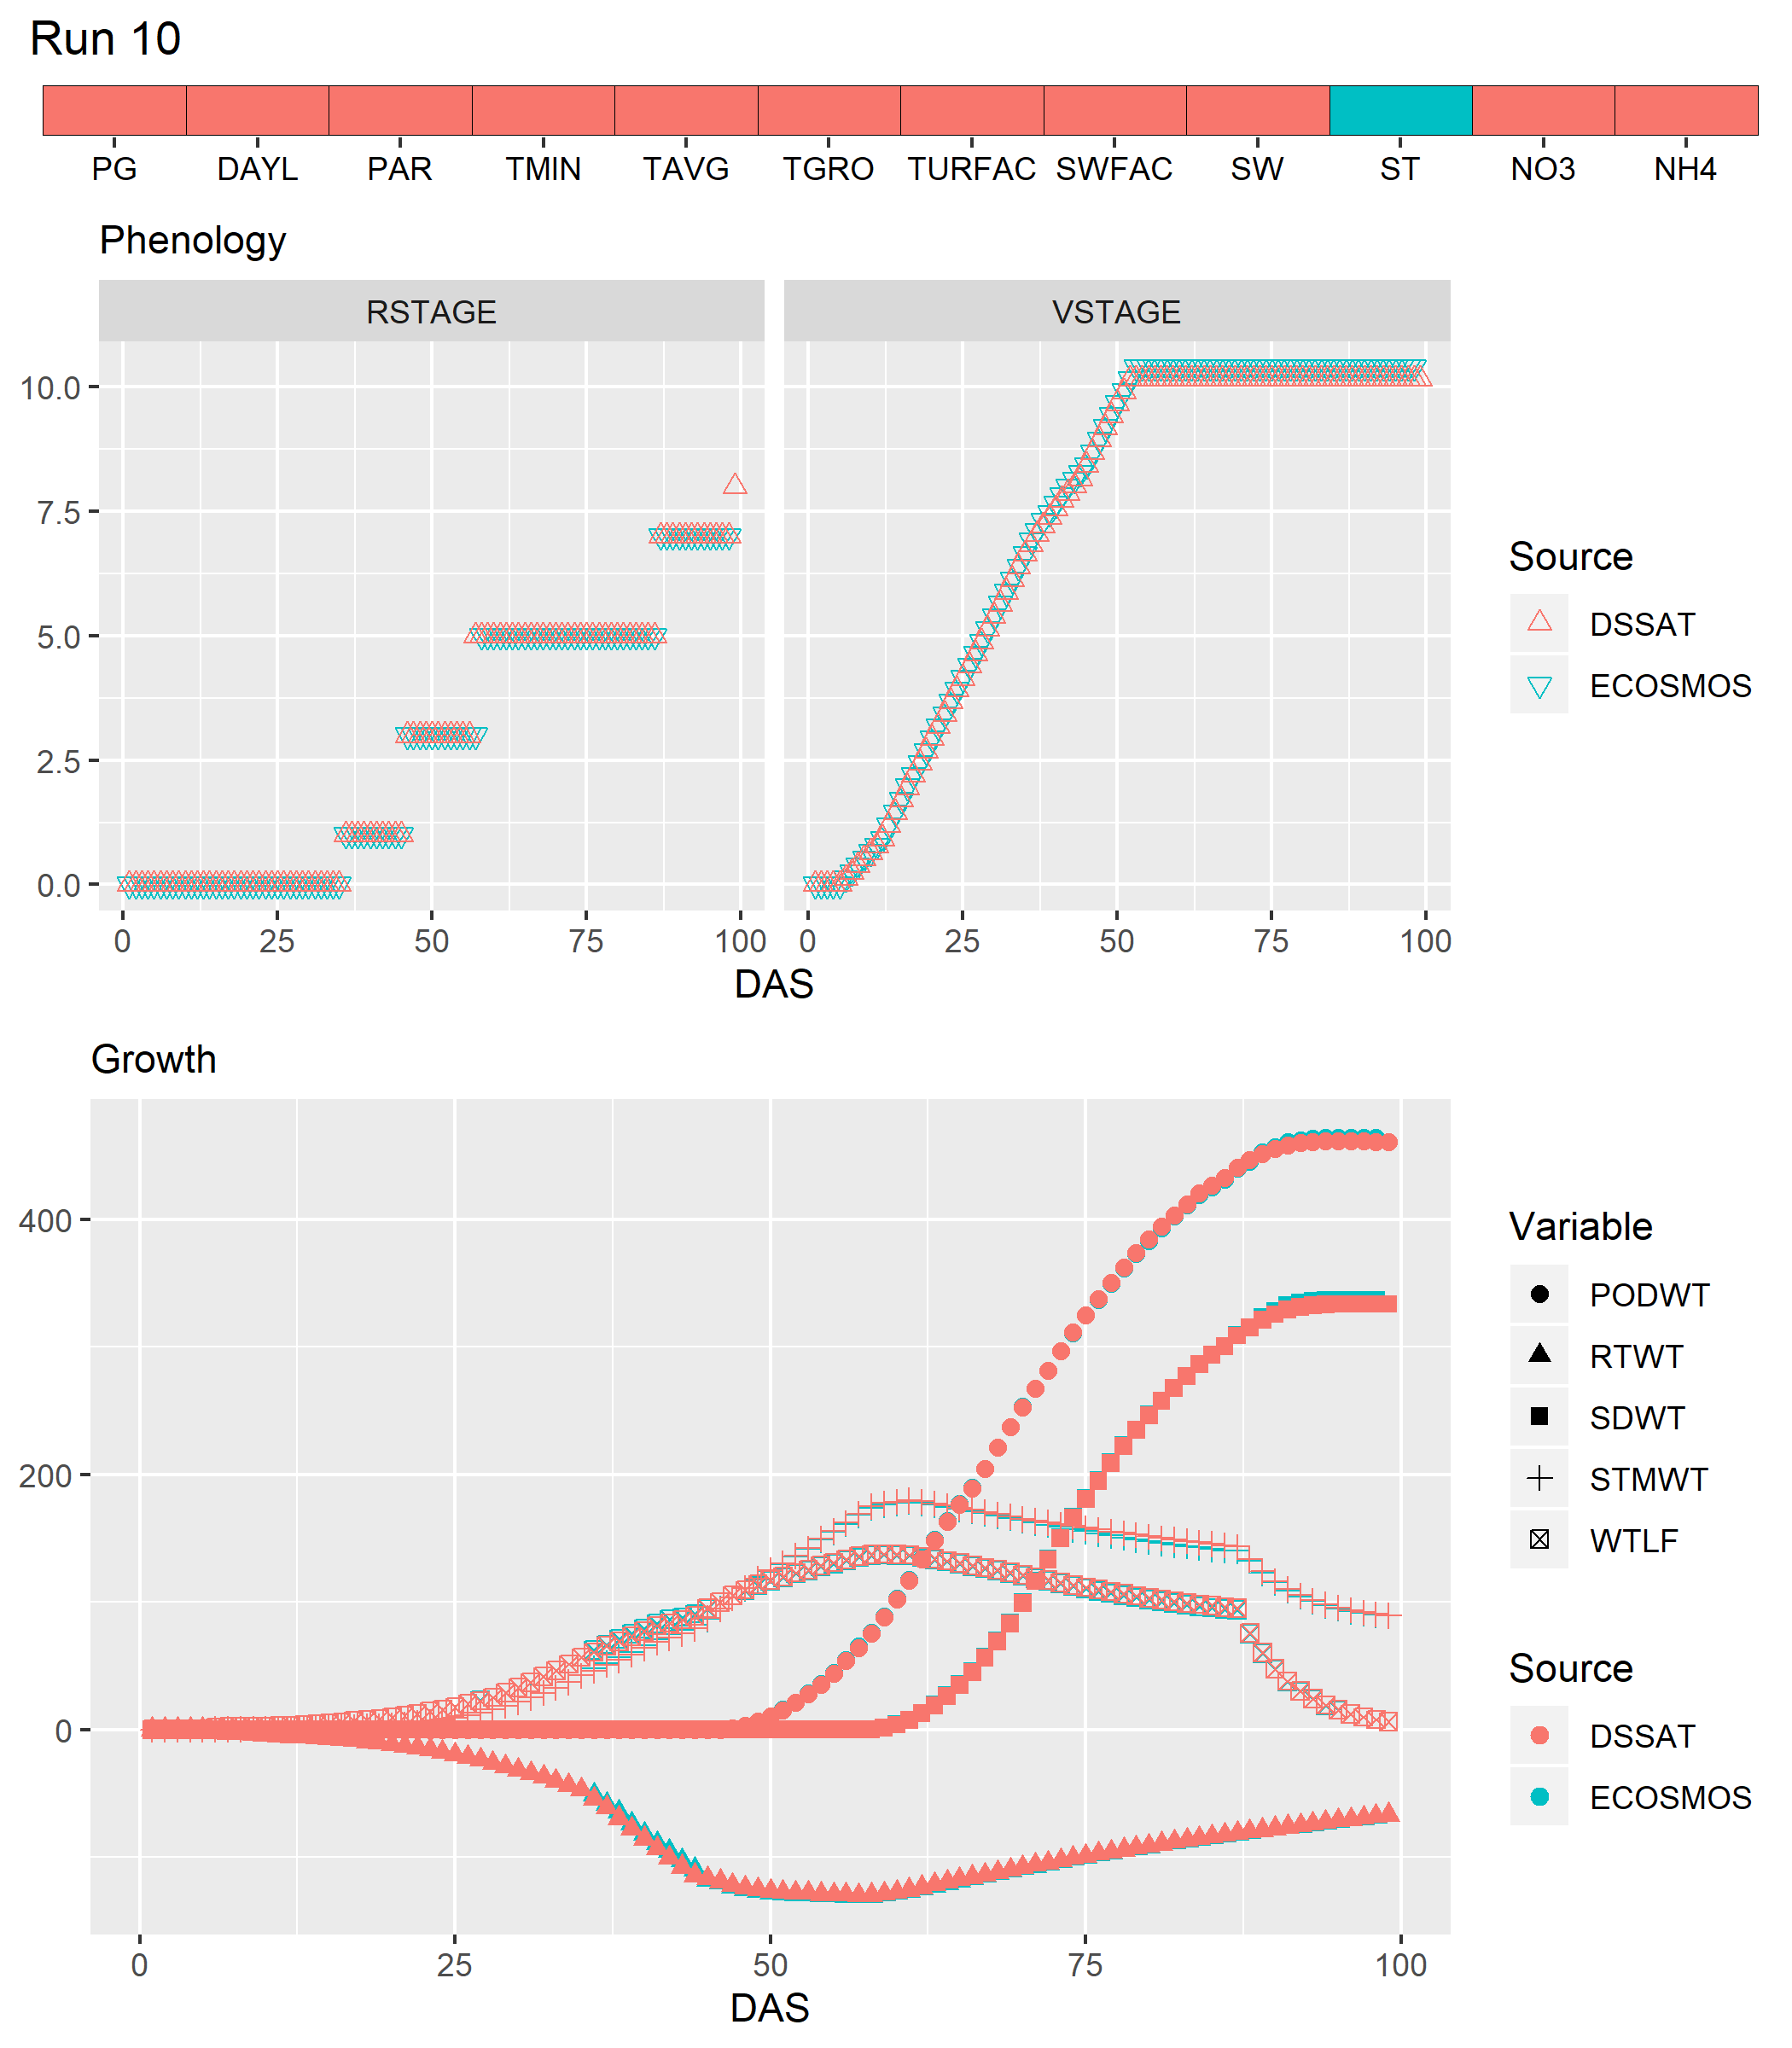 Run 10
PG DAYL PAR TMIN TAVG TGRO TURFAC SWFAC SW ST NO3 NH4
Phenology
RSTAGE VSTAGE
10.0
7.5
5.0
2.5
0.0
0 25 50 75 100 0 25 50 75 100
DAS
Source
DSSAT
ECOSMOS
Growth
400
200
0
0 25 50 75 100
DAS
Variable
PODWT
RTWT
SDWT
STMWT
WTLF
Source
DSSAT
ECOSMOS